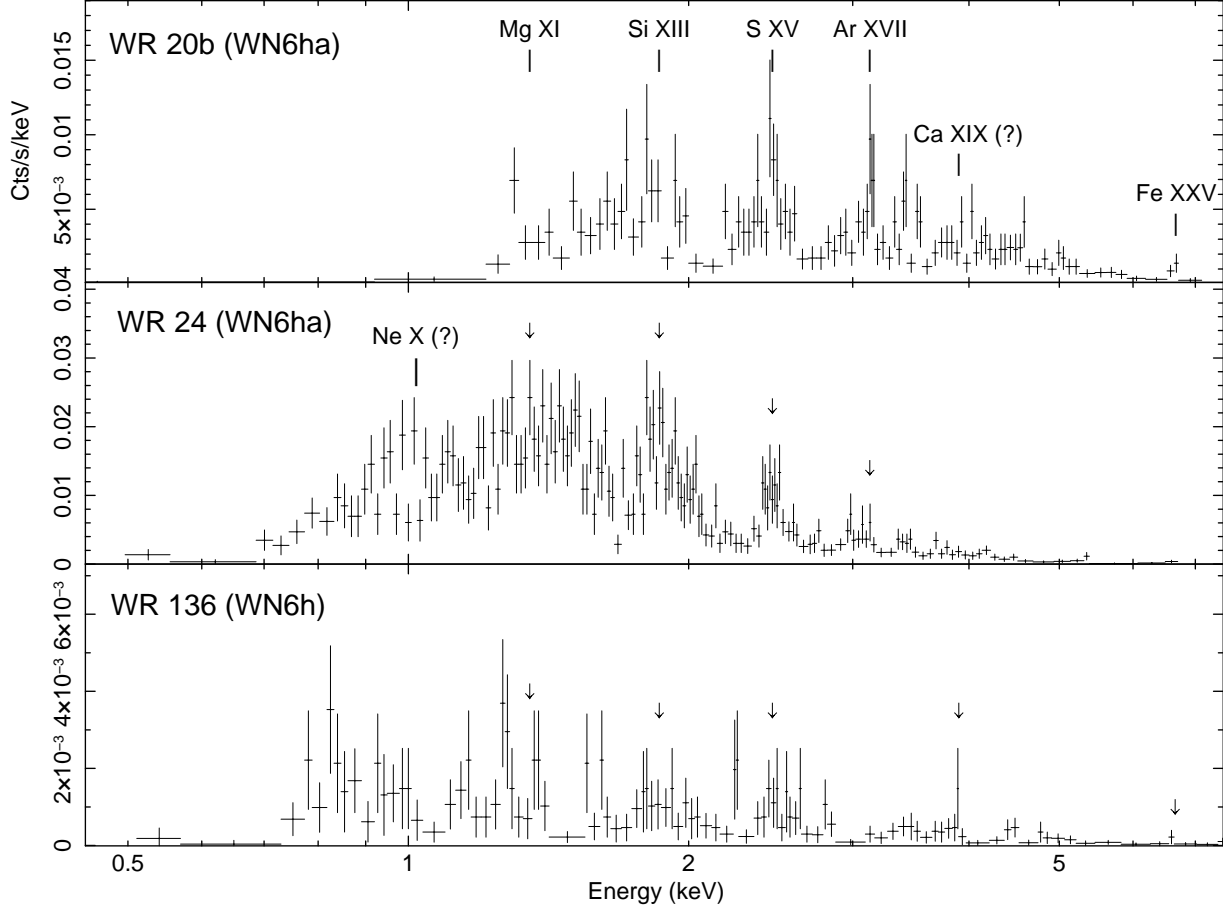 Mg XI Si XIII S XV Ar XVII
WR 20b (WN6ha)
Ca XIX (?)
Fe XXV
Cts/s/keV
0.015
0.01
5×10⁻³
0.04
WR 24 (WN6ha)
Ne X (?)
0.03
0.02
0.01
0
WR 136 (WN6h)
6×10⁻³
4×10⁻³
2×10⁻³
0
0.5 1 2 5
Energy (keV)